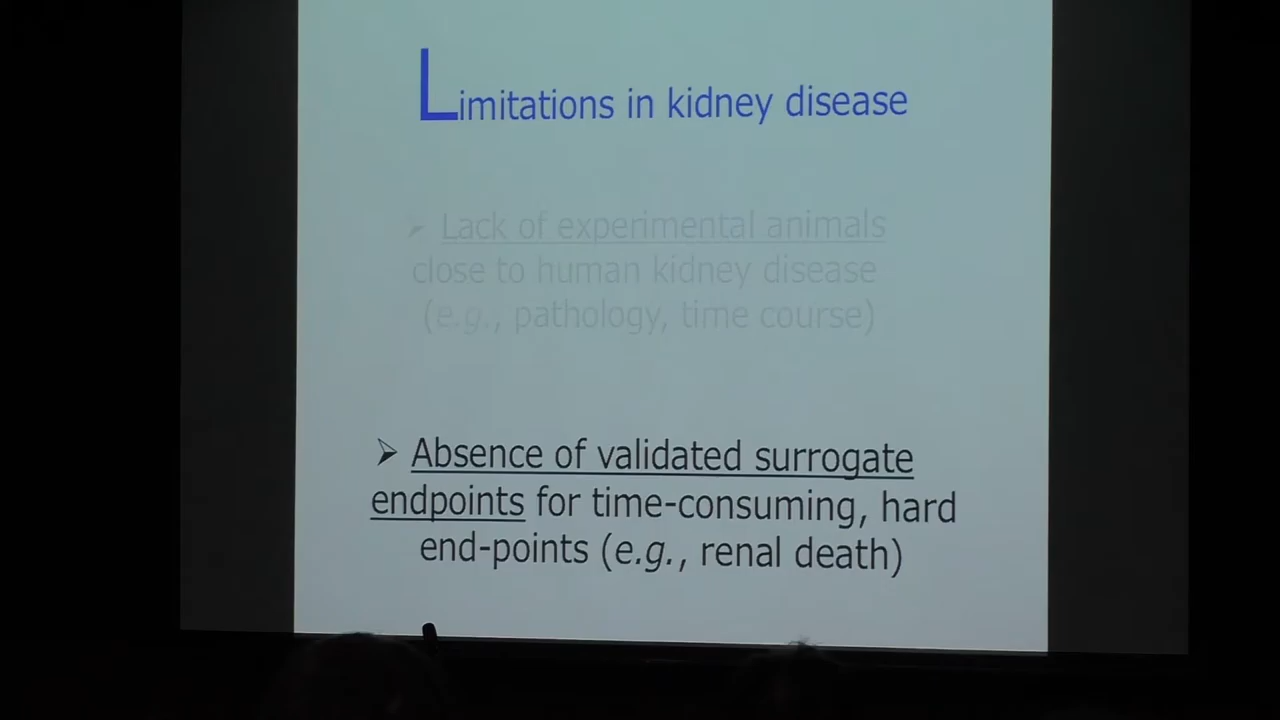 Limitations in kidney disease
➤ Lack of experimental animals
close to human kidney disease
(e.g., pathology, time course)
➤ Absence of validated surrogate
endpoints for time-consuming, hard
end-points (e.g., renal death)